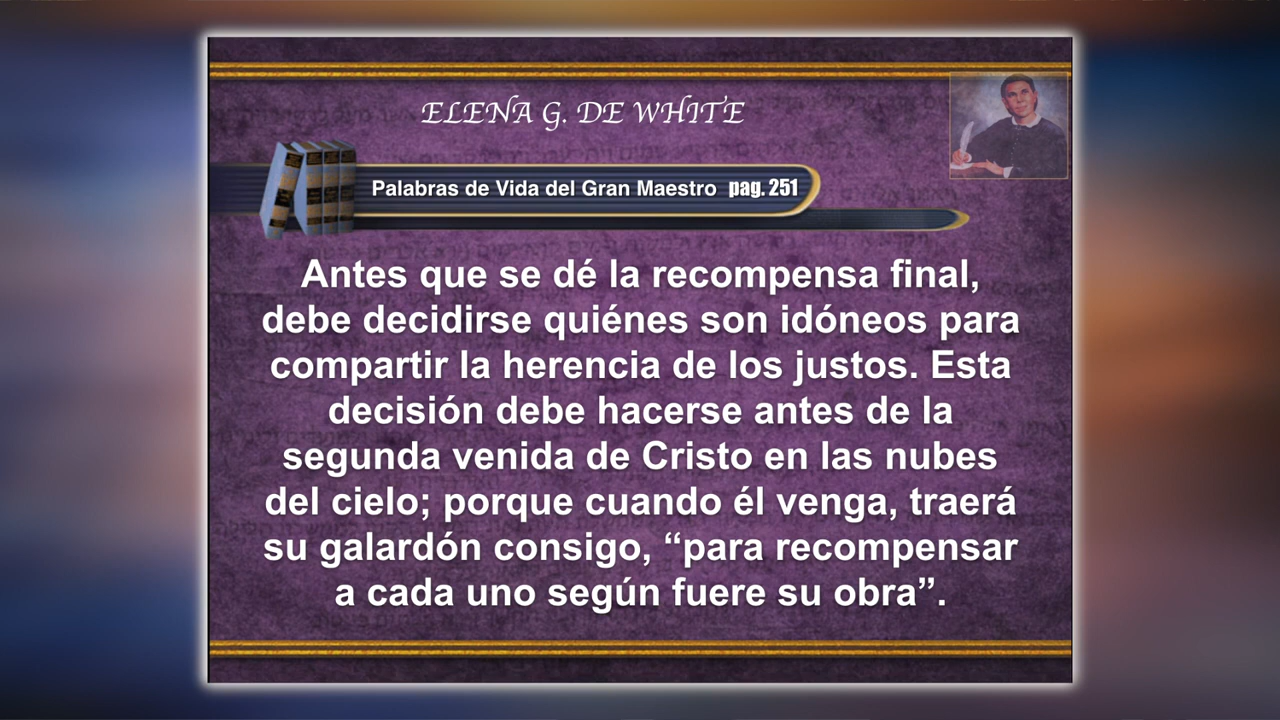 ELENA G. DE WHITE
Palabras de Vida del Gran Maestro pag. 251
Antes que se dé la recompensa final,
debe decidirse quiénes son idóneos para
compartir la herencia de los justos. Esta
decisión debe hacerse antes de la
segunda venida de Cristo en las nubes
del cielo; porque cuando él venga, traerá
su galardón consigo, “para recompensar
a cada uno según fuere su obra”.